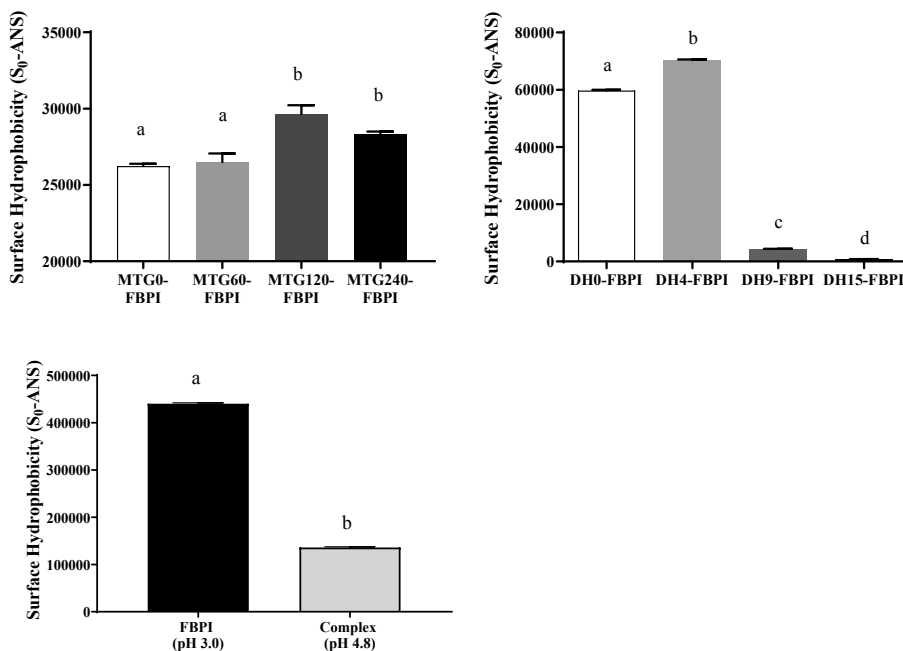 Surface Hydrophobicity (S₀-ANS)
35000
30000
25000
20000
a
a
b
b
MTG0-
FBPI
MTG60-
FBPI
MTG120-
FBPI
MTG240-
FBPI
Surface Hydrophobicity (S₀-ANS)
80000
60000
40000
20000
0
a
b
c
d
DH0-FBPI
DH4-FBPI
DH9-FBPI
DH15-FBPI
Surface Hydrophobicity (S₀-ANS)
500000
400000
300000
200000
100000
0
a
b
FBPI
(pH 3.0)
Complex
(pH 4.8)